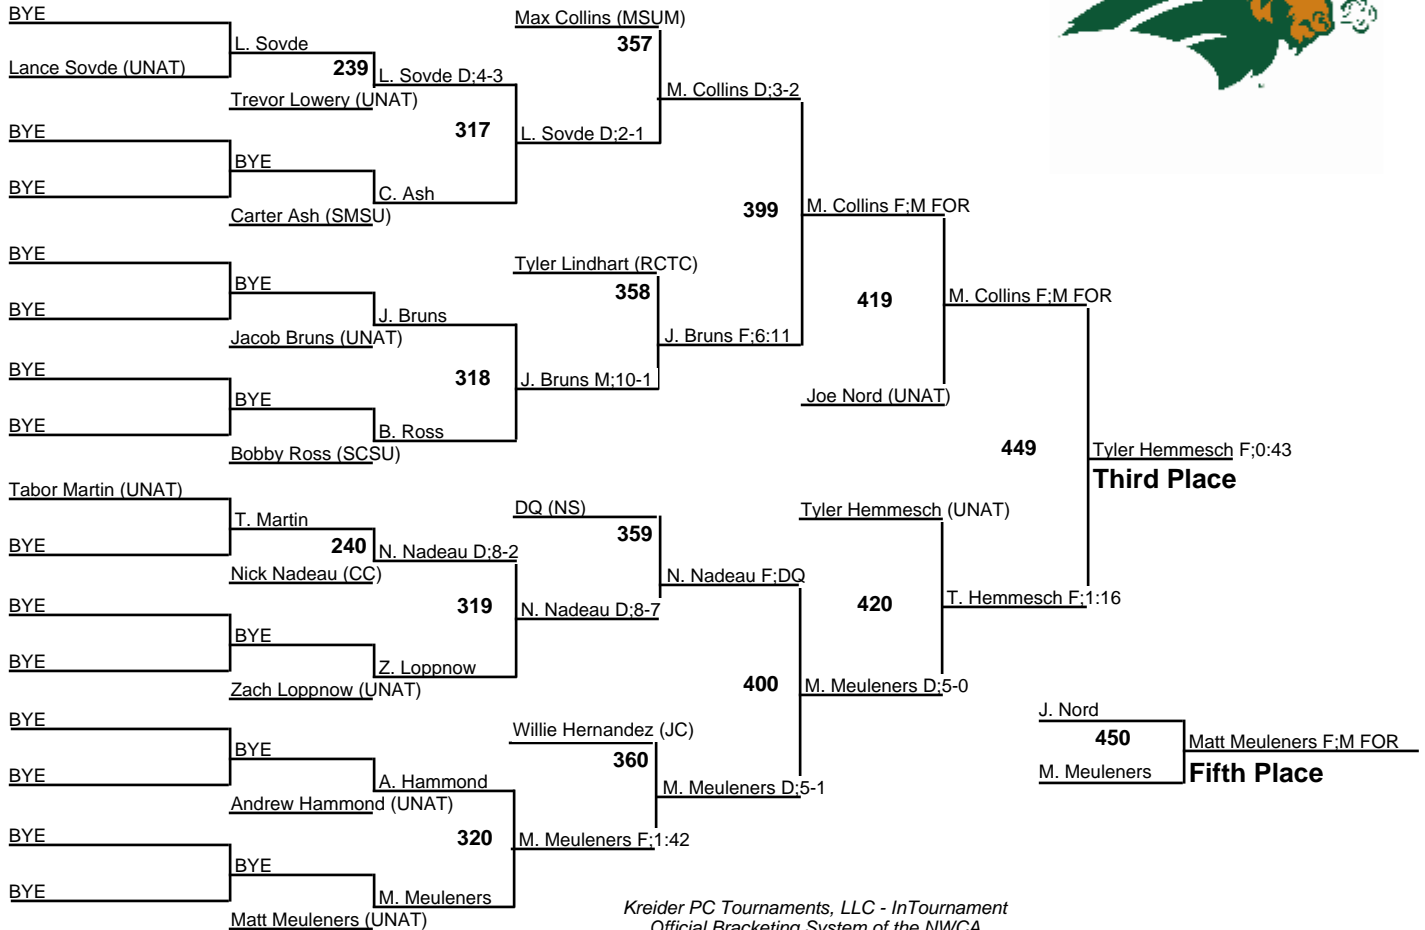 BYE
Lance Sovde (UNAT)
BYE
BYE
BYE
BYE
BYE
BYE
Tabor Martin (UNAT)
BYE
BYE
BYE
BYE
BYE
BYE
BYE
L. Sovde
239
Trevor Lowery (UNAT)
BYE
Carter Ash (SMSU)
BYE
Jacob Bruns (UNAT)
BYE
Bobby Ross (SCSU)
T. Martin
240
Nick Nadeau (CC)
BYE
Zach Loppnow (UNAT)
BYE
Andrew Hammond (UNAT)
BYE
Matt Meuleners (UNAT)
L. Sovde D;4-3
317
C. Ash
J. Bruns
318
B. Ross
N. Nadeau D;8-2
319
Z. Loppnow
A. Hammond
320
M. Meuleners
Max Collins (MSUM)
357
L. Sovde D;2-1
Tyler Lindhart (RCTC)
358
J. Bruns M;10-1
DQ (NS)
359
N. Nadeau D;8-7
Willie Hernandez (JC)
360
M. Meuleners F;1:42
M. Collins D;3-2
399
J. Bruns F;6:11
N. Nadeau F;DQ
400
M. Meuleners D;5-1
M. Collins F;M FOR
419
Joe Nord (UNAT)
Tyler Hemmesch (UNAT)
420
M. Meuleners D;5-0
M. Collins F;M FOR
449
T. Hemmesch F;1:16
Tyler Hemmesch F;0:43
Third Place
J. Nord
450
M. Meuleners
Matt Meuleners F;M FOR
Fifth Place
Kreider PC Tournaments, LLC - InTournament
Official Bracketing System of the NWCA